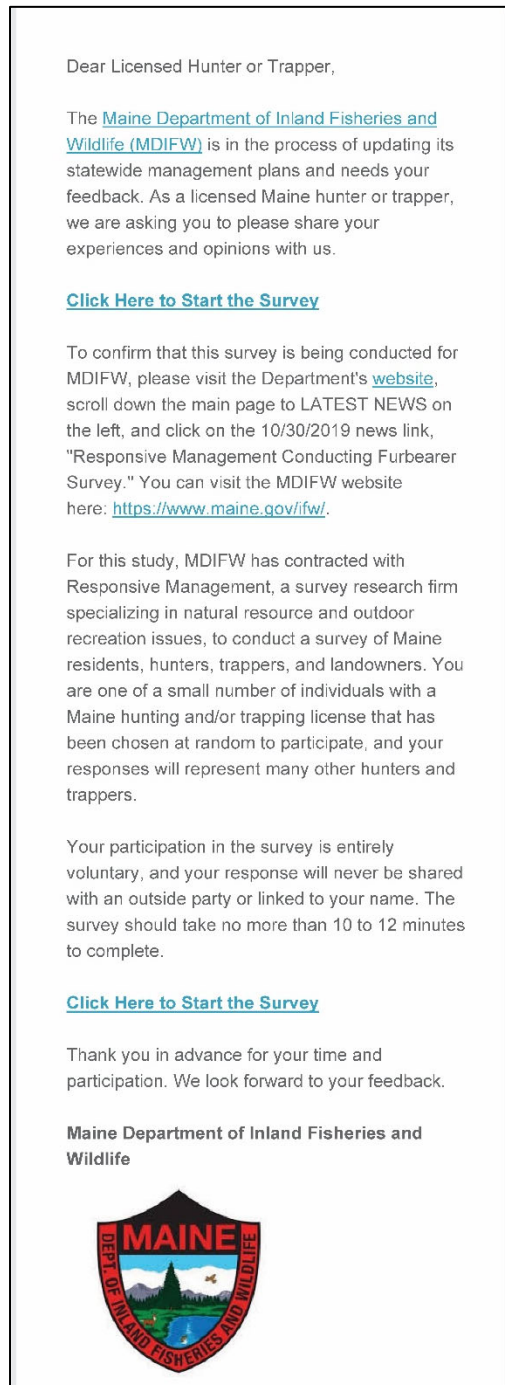 Dear Licensed Hunter or Trapper,
The Maine Department of Inland Fisheries and
Wildlife (MDIFW) is in the process of updating its
statewide management plans and needs your
feedback. As a licensed Maine hunter or trapper,
we are asking you to please share your
experiences and opinions with us.
Click Here to Start the Survey
To confirm that this survey is being conducted for
MDIFW, please visit the Department's website,
scroll down the main page to LATEST NEWS on
the left, and click on the 10/30/2019 news link,
"Responsive Management Conducting Furbearer
Survey." You can visit the MDIFW website
here: https://www.maine.gov/ifw/.
For this study, MDIFW has contracted with
Responsive Management, a survey research firm
specializing in natural resource and outdoor
recreation issues, to conduct a survey of Maine
residents, hunters, trappers, and landowners. You
are one of a small number of individuals with a
Maine hunting and/or trapping license that has
been chosen at random to participate, and your
responses will represent many other hunters and
trappers.
Your participation in the survey is entirely
voluntary, and your response will never be shared
with an outside party or linked to your name. The
survey should take no more than 10 to 12 minutes
to complete.
Click Here to Start the Survey
Thank you in advance for your time and
participation. We look forward to your feedback.
Maine Department of Inland Fisheries and
Wildlife
MAINE
DEPT. OF INLAND FISHERIES AND WILDLIFE